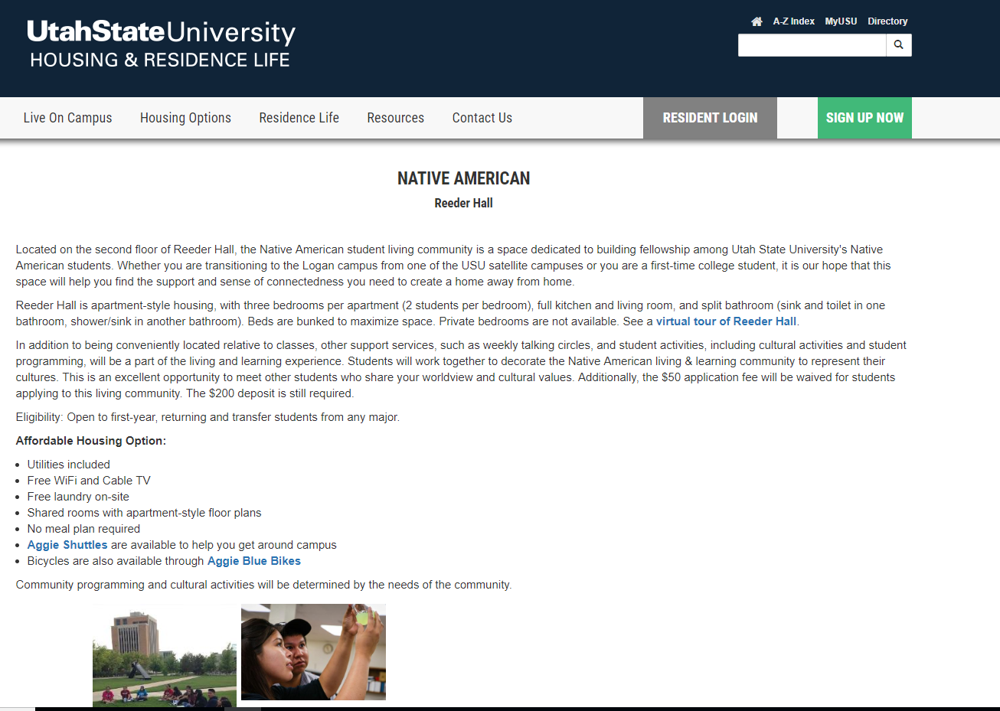 UtahStateUniversity
HOUSING & RESIDENCE LIFE
A-Z Index MyUSU Directory
Live On Campus Housing Options Residence Life Resources Contact Us RESIDENT LOGIN SIGN UP NOW
NATIVE AMERICAN
Reeder Hall
Located on the second floor of Reeder Hall, the Native American student living community is a space dedicated to building fellowship among Utah State University's Native
American students. Whether you are transitioning to the Logan campus from one of the USU satellite campuses or you are a first-time college student, it is our hope that this
space will help you find the support and sense of connectedness you need to create a home away from home.
Reeder Hall is apartment-style housing, with three bedrooms per apartment (2 students per bedroom), full kitchen and living room, and split bathroom (sink and toilet in one
bathroom, shower/sink in another bathroom). Beds are bunked to maximize space. Private bedrooms are not available. See a virtual tour of Reeder Hall.
In addition to being conveniently located relative to classes, other support services, such as weekly talking circles, and student activities, including cultural activities and student
programming, will be a part of the living and learning experience. Students will work together to decorate the Native American living & learning community to represent their
cultures. This is an excellent opportunity to meet other students who share your worldview and cultural values. Additionally, the $50 application fee will be waived for students
applying to this living community. The $200 deposit is still required.
Eligibility: Open to first-year, returning and transfer students from any major.
Affordable Housing Option:
• Utilities included
• Free WiFi and Cable TV
• Free laundry on-site
• Shared rooms with apartment-style floor plans
• No meal plan required
• Aggie Shuttles are available to help you get around campus
• Bicycles are also available through Aggie Blue Bikes
Community programming and cultural activities will be determined by the needs of the community.